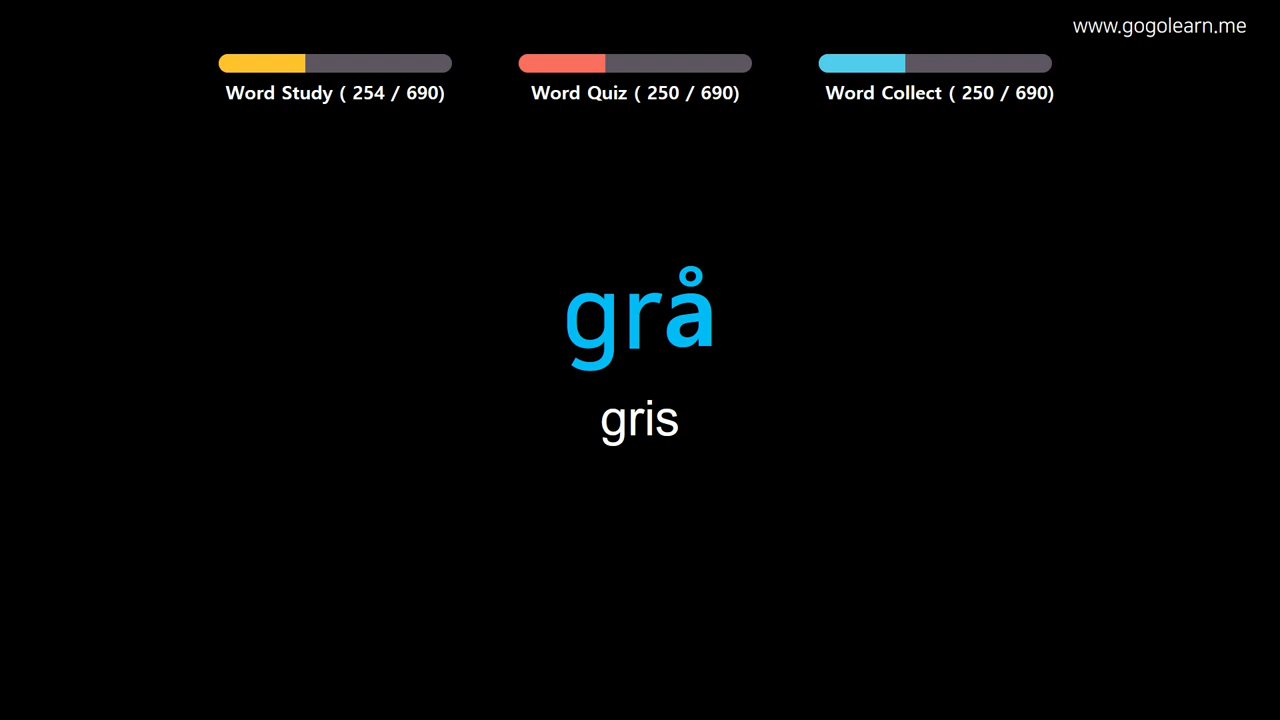 www.gogolearn.me
Word Study ( 254 / 690)
Word Quiz ( 250 / 690)
Word Collect ( 250 / 690)
grå
gris